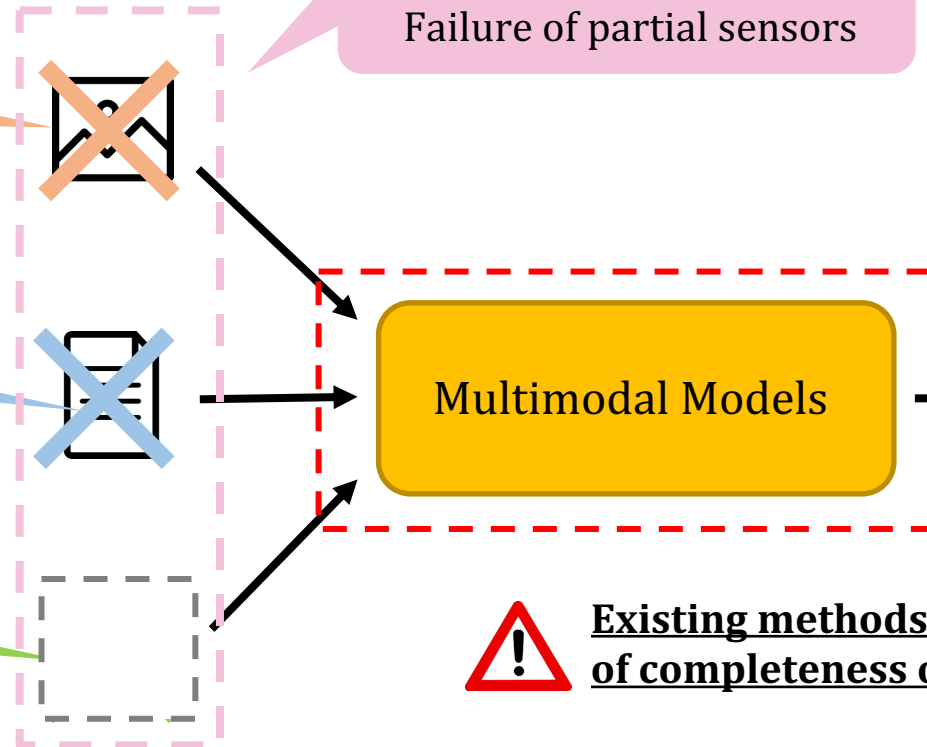 Failure of partial sensors
Multimodal Models
Existing methods
of completeness